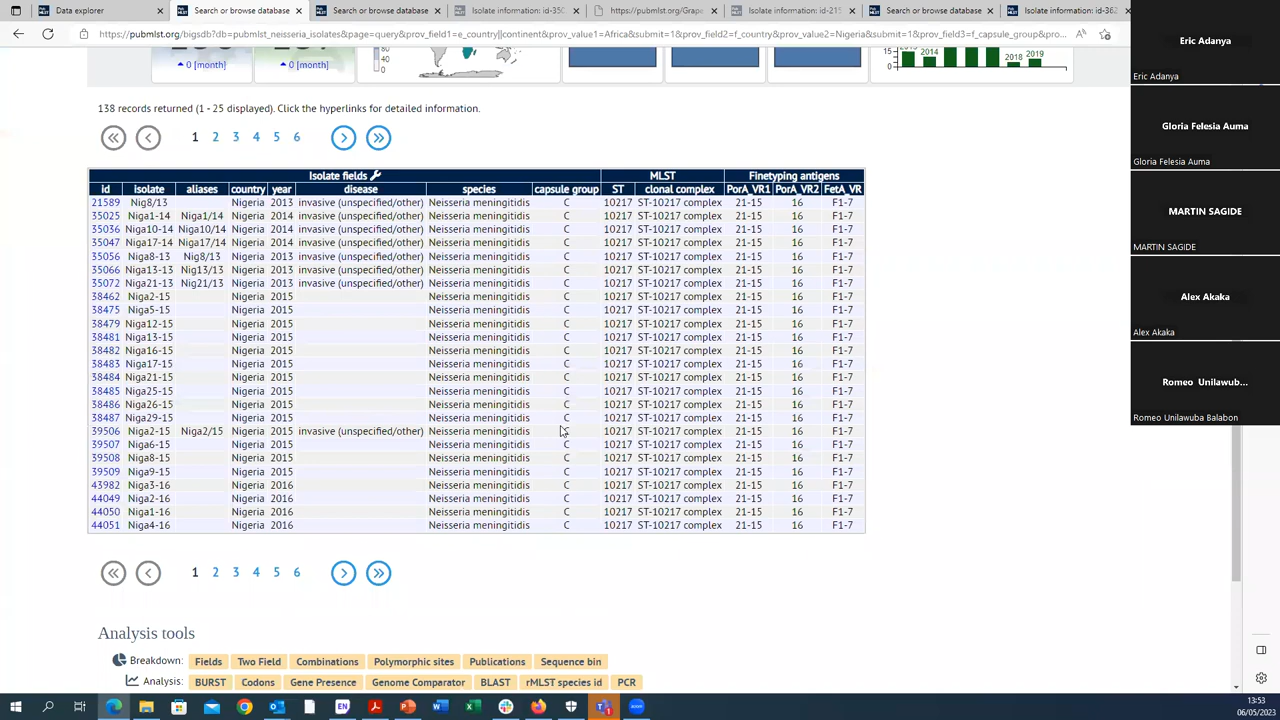 Data explorer
Search or browse database
Search or browse database
Isolate information: id-350
https://pubmlst.org/Grape
Isolate information: id-215
Search or browse database
Isolate information: id-362
https://pubmlst.org/bigsdb?db=pubmlst_neisseria_isolates&page=query&prov_field1=e_country||continent&prov_value1=Africa&submit=1&prov_field2=f_country&prov_value2=Nigeria&submit=1&prov_field3=f_capsule_group&prov...
0 [month]
0 [month]
80
40
0
15
0
2014
2018
2019
138 records returned (1 - 25 displayed). Click the hyperlinks for detailed information.
1 2 3 4 5 6
Isolate fields MLST Finetyping antigens
id isolate aliases country year disease species capsule group ST clonal complex PorA_VR1 PorA_VR2 FetA_VR
21589 Nig8/13 Nigeria 2013 invasive (unspecified/other) Neisseria meningitidis C 10217 ST-10217 complex 21-15 16 F1-7
35025 Niga1-14 Niga1/14 Nigeria 2014 invasive (unspecified/other) Neisseria meningitidis C 10217 ST-10217 complex 21-15 16 F1-7
35036 Niga10-14 Niga10/14 Nigeria 2014 invasive (unspecified/other) Neisseria meningitidis C 10217 ST-10217 complex 21-15 16 F1-7
35047 Niga17-14 Niga17/14 Nigeria 2014 invasive (unspecified/other) Neisseria meningitidis C 10217 ST-10217 complex 21-15 16 F1-7
35056 Niga8-13 Nig8/13 Nigeria 2013 invasive (unspecified/other) Neisseria meningitidis C 10217 ST-10217 complex 21-15 16 F1-7
35066 Niga13-13 Nig13/13 Nigeria 2013 invasive (unspecified/other) Neisseria meningitidis C 10217 ST-10217 complex 21-15 16 F1-7
35072 Niga21-13 Nig21/13 Nigeria 2013 invasive (unspecified/other) Neisseria meningitidis C 10217 ST-10217 complex 21-15 16 F1-7
38462 Niga2-15 Nigeria 2015 Neisseria meningitidis C 10217 ST-10217 complex 21-15 16 F1-7
38475 Niga5-15 Nigeria 2015 Neisseria meningitidis C 10217 ST-10217 complex 21-15 16 F1-7
38479 Niga12-15 Nigeria 2015 Neisseria meningitidis C 10217 ST-10217 complex 21-15 16 F1-7
38481 Niga13-15 Nigeria 2015 Neisseria meningitidis C 10217 ST-10217 complex 21-15 16 F1-7
38482 Niga16-15 Nigeria 2015 Neisseria meningitidis C 10217 ST-10217 complex 21-15 16 F1-7
38483 Niga17-15 Nigeria 2015 Neisseria meningitidis C 10217 ST-10217 complex 21-15 16 F1-7
38484 Niga21-15 Nigeria 2015 Neisseria meningitidis C 10217 ST-10217 complex 21-15 16 F1-7
38485 Niga25-15 Nigeria 2015 Neisseria meningitidis C 10217 ST-10217 complex 21-15 16 F1-7
38486 Niga26-15 Nigeria 2015 Neisseria meningitidis C 10217 ST-10217 complex 21-15 16 F1-7
38487 Niga29-15 Nigeria 2015 Neisseria meningitidis C 10217 ST-10217 complex 21-15 16 F1-7
39506 Niga2-15 Niga2/15 Nigeria 2015 invasive (unspecified/other) Neisseria meningitidis C 10217 ST-10217 complex 21-15 16 F1-7
39507 Niga6-15 Nigeria 2015 Neisseria meningitidis C 10217 ST-10217 complex 21-15 16 F1-7
39508 Niga8-15 Nigeria 2015 Neisseria meningitidis C 10217 ST-10217 complex 21-15 16 F1-7
39509 Niga9-15 Nigeria 2015 Neisseria meningitidis C 10217 ST-10217 complex 21-15 16 F1-7
43982 Niga3-16 Nigeria 2016 Neisseria meningitidis C 10217 ST-10217 complex 21-15 16 F1-7
44049 Niga2-16 Nigeria 2016 Neisseria meningitidis C 10217 ST-10217 complex 21-15 16 F1-7
44050 Niga1-16 Nigeria 2016 Neisseria meningitidis C 10217 ST-10217 complex 21-15 16 F1-7
44051 Niga4-16 Nigeria 2016 Neisseria meningitidis C 10217 ST-10217 complex 21-15 16 F1-7
1 2 3 4 5 6
Analysis tools
Breakdown: Fields Two Field Combinations Polymorphic sites Publications Sequence bin
Analysis: BURST Codons Gene Presence Genome Comparator BLAST rMLST species id PCR
Eric Adanya
Eric Adanya
Gloria Felesia Auma
Gloria Felesia Auma
MARTIN SAGIDE
MARTIN SAGIDE
Alex Akaka
Alex Akaka
Romeo Unilawub...
Romeo Unilawuba Balabon
EN
zoom
13:53
06/05/2023